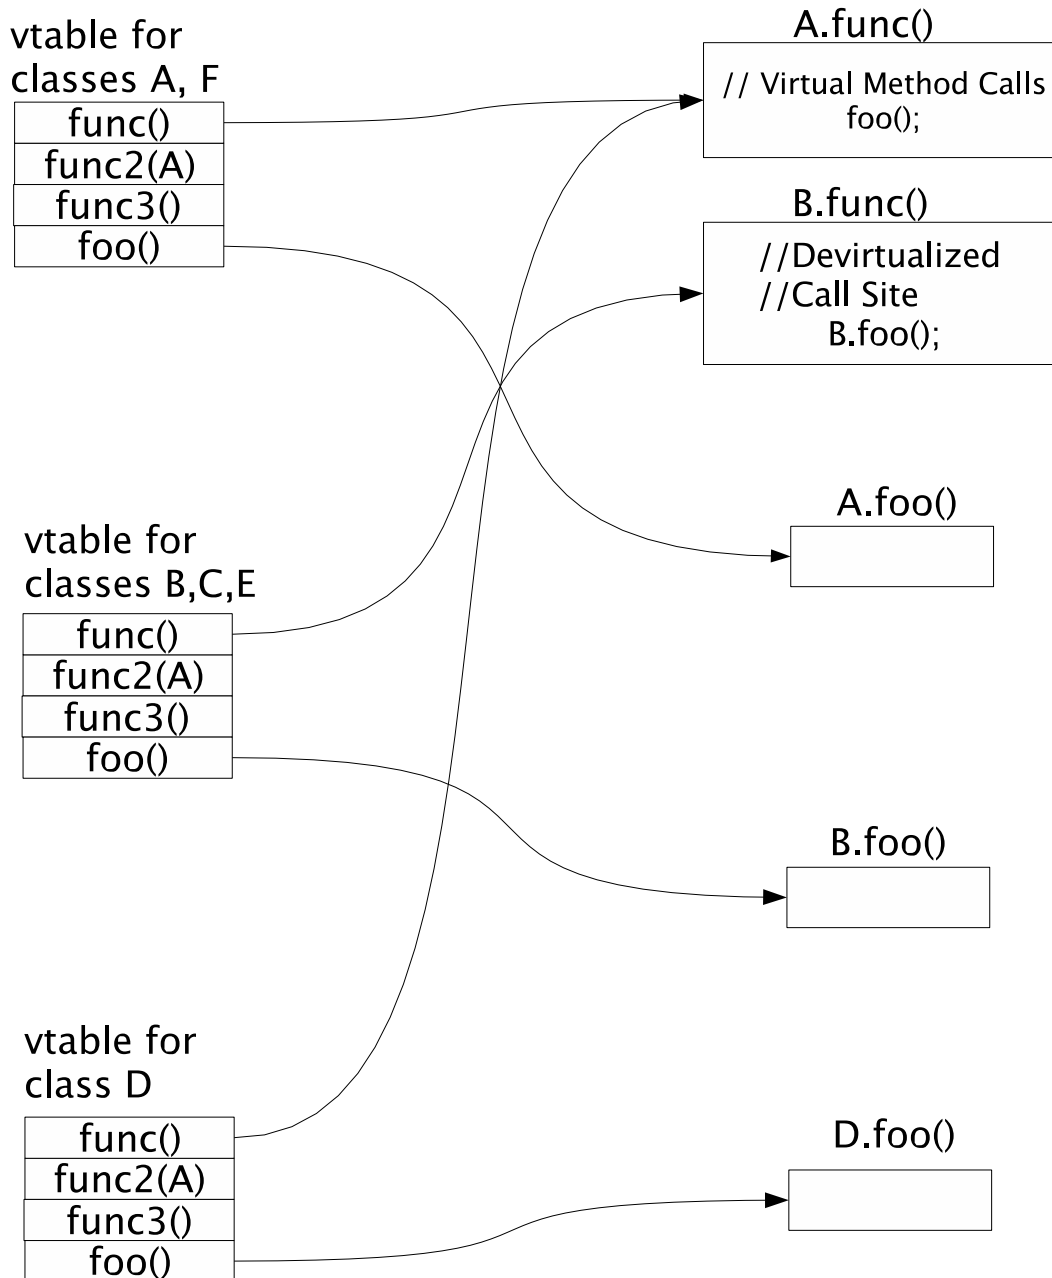 vtable for
classes A, F
func()
func2(A)
func3()
foo()
A.func()
// Virtual Method Calls
foo();
B.func()
//Devirtualized
//Call Site
B.foo();
A.foo()
vtable for
classes B,C,E
func()
func2(A)
func3()
foo()
B.foo()
vtable for
class D
func()
func2(A)
func3()
foo()
D.foo()